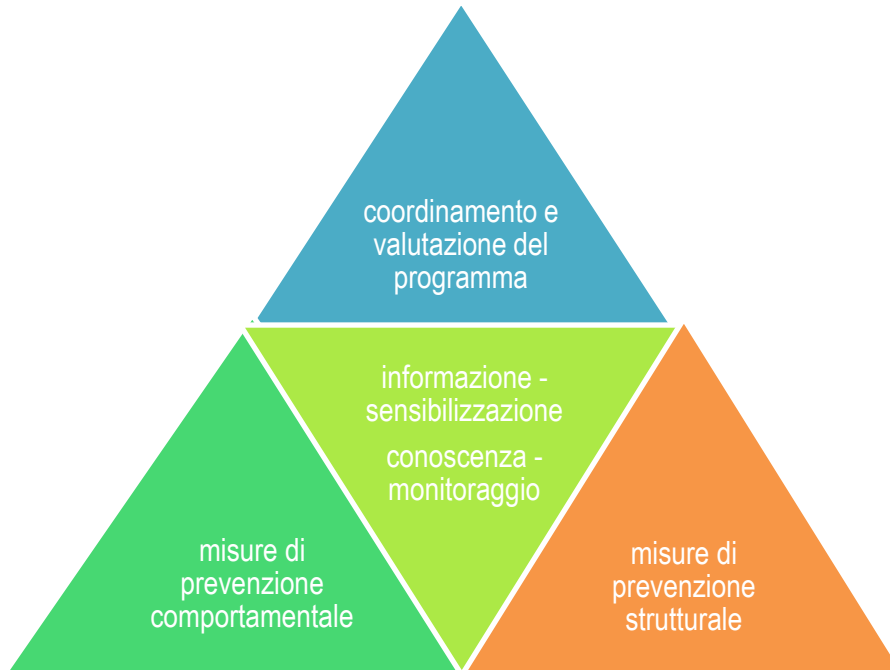 coordinamento e
valutazione del
programma
informazione -
sensibilizzazione
conoscenza -
monitoraggio
misure di
prevenzione
comportamentale
misure di
prevenzione
strutturale